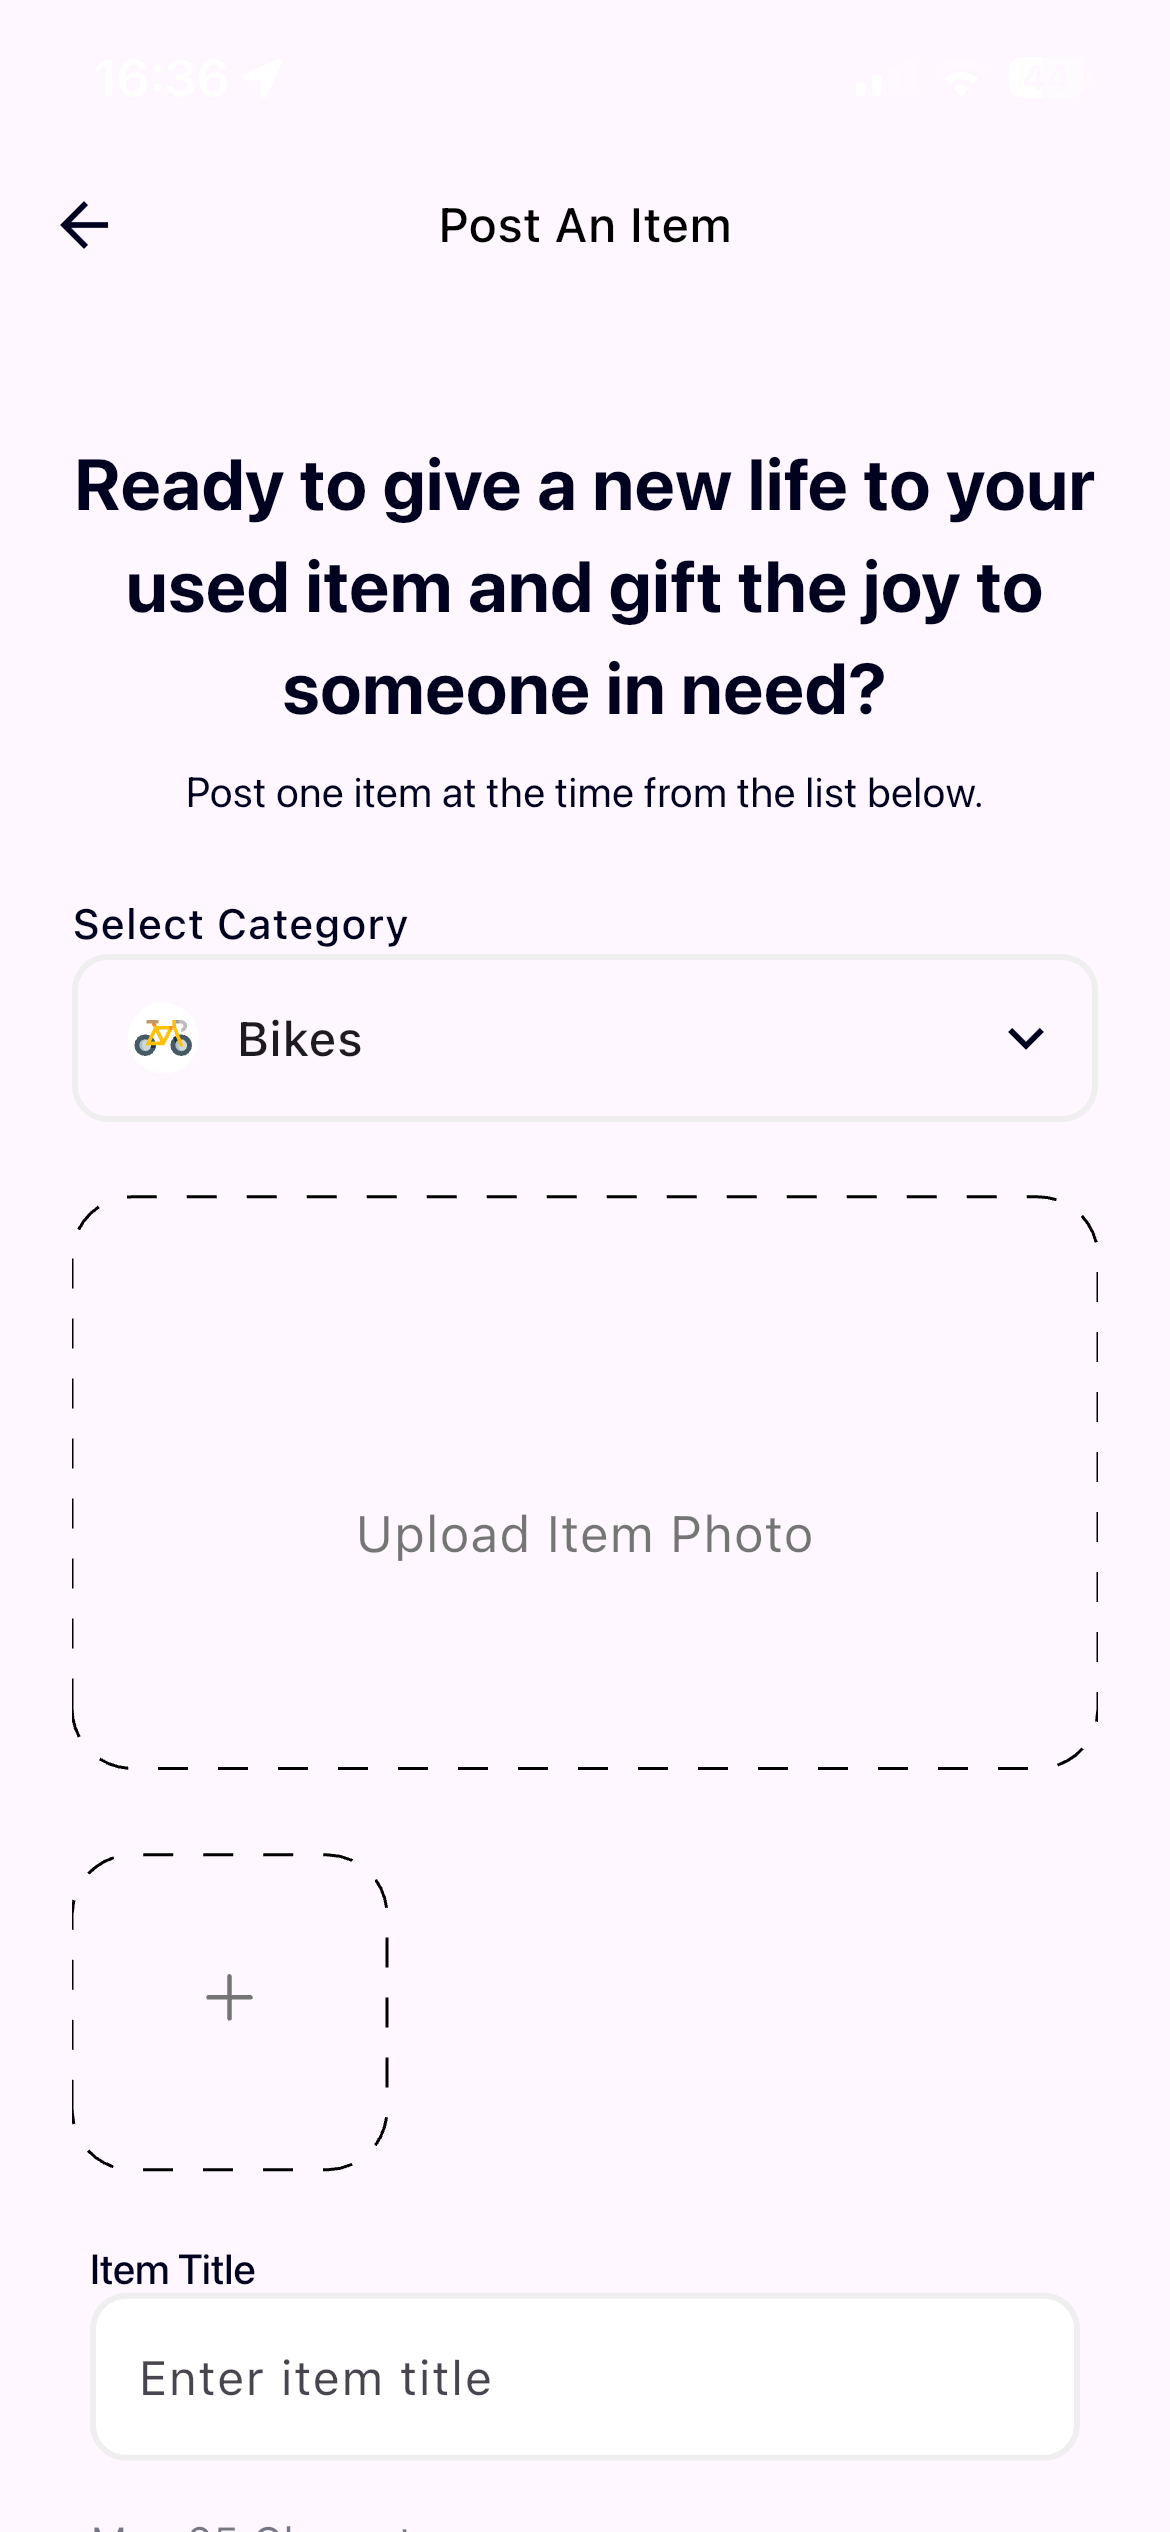 16:36
Post An Item
Ready to give a new life to your
used item and gift the joy to
someone in need?
Post one item at the time from the list below.
Select Category
Bikes
Upload Item Photo
Item Title
Enter item title